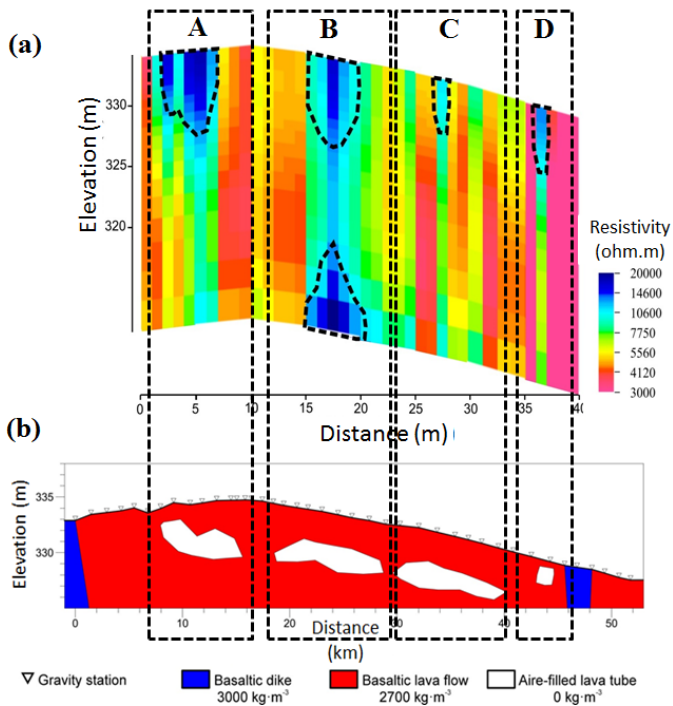 A B C D
(a)
Elevation (m)
330
325
320
Resistivity
(ohm.m)
20000
14600
10600
7750
5560
4120
3000
0 5 10 15 20 25 30 35 40
Distance (m)
(b)
Elevation (m)
335
330
0 10 20 30 40 50
Distance
(km)
Gravity station
Basaltic dike
3000 kg·m⁻³
Basaltic lava flow
2700 kg·m⁻³
Aire-filled lava tube
0 kg·m⁻³